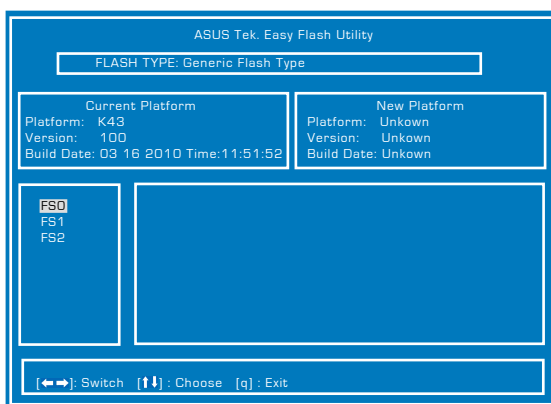 ASUS Tek. Easy Flash Utility
FLASH TYPE: Generic Flash Type
Current Platform
Platform: K43
Version: 100
Build Date: 03 16 2010 Time:11:51:52
New Platform
Platform: Unkown
Version: Unkown
Build Date: Unkown
FS0
FS1
FS2
[←→]: Switch [↑↓] : Choose [q] : Exit